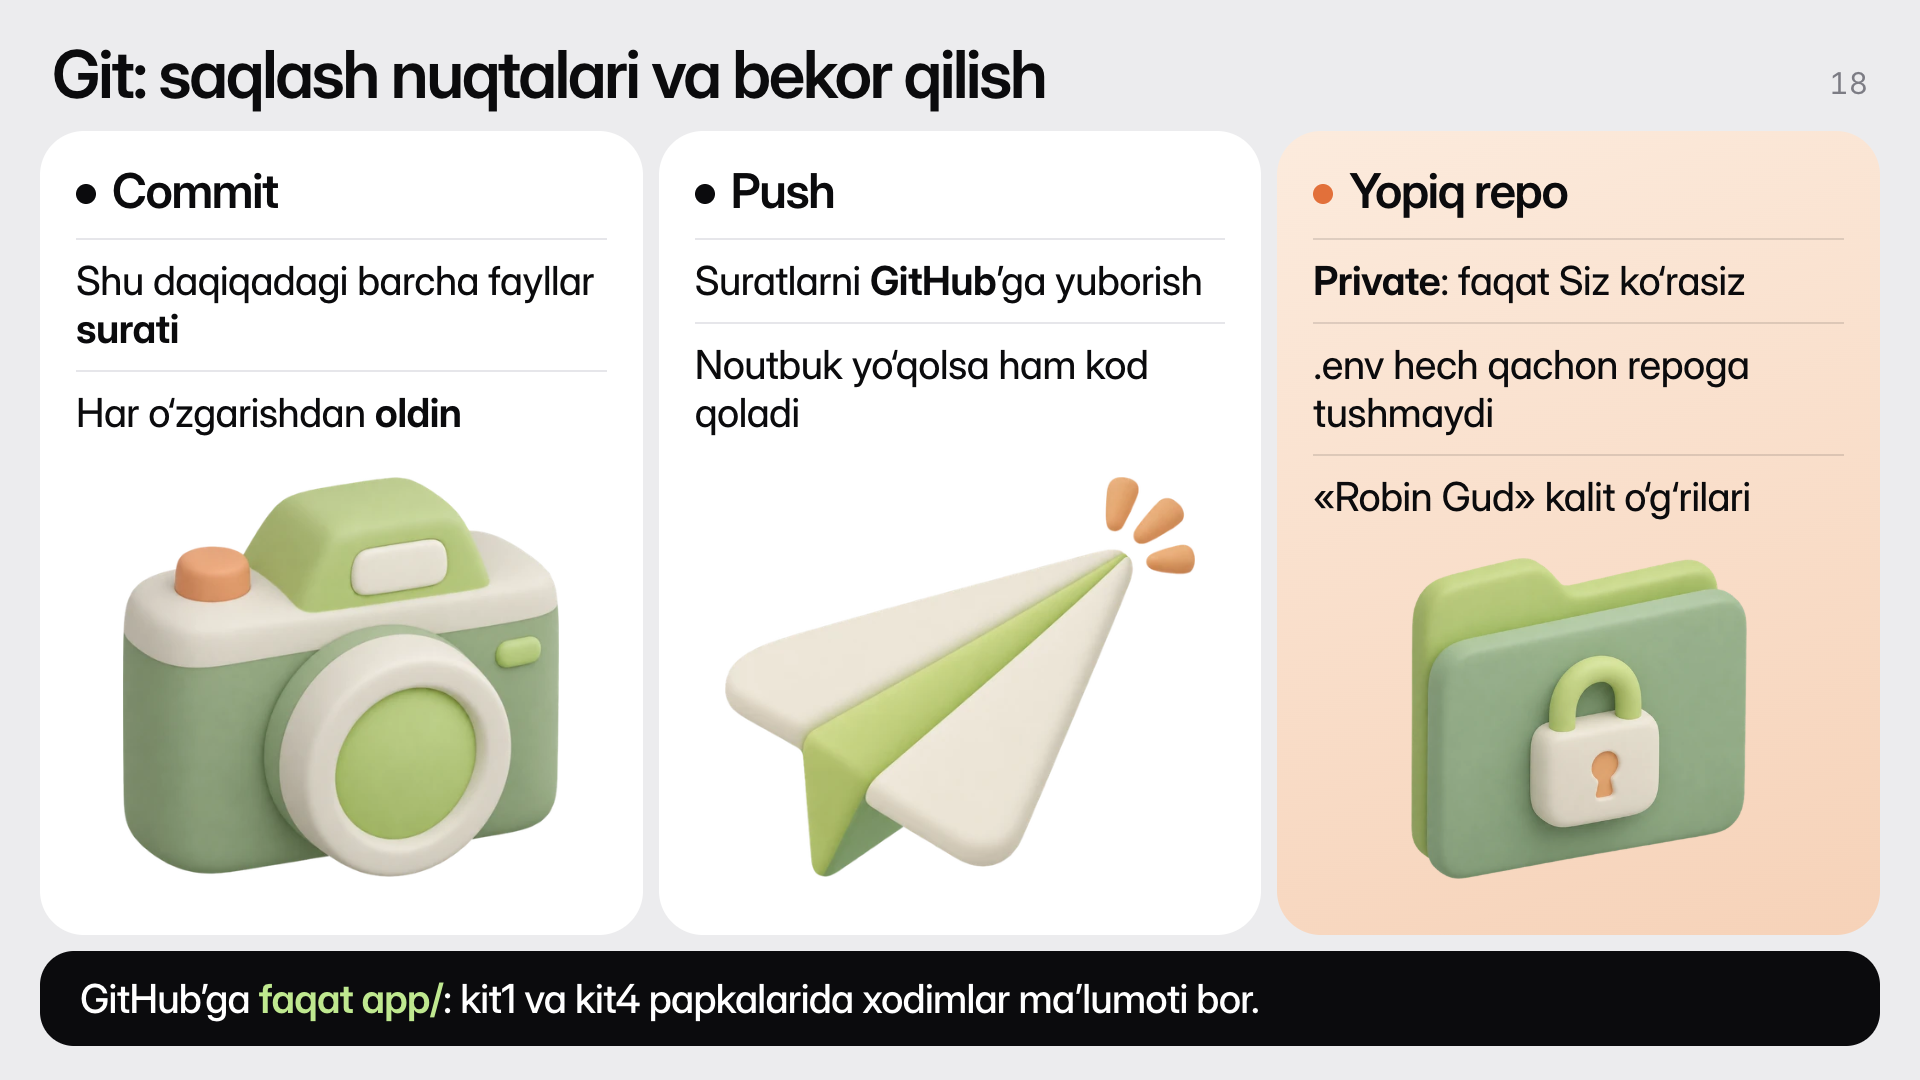 Git: saqlash nuqtalari va bekor qilish
18
Commit
Shu daqiqadagi barcha fayllar
surati
Har o‘zgarishdan oldin
Push
Suratlarni GitHub’ga yuborish
Noutbuk yo‘qolsa ham kod
qoladi
Yopiq repo
Private: faqat Siz ko‘rasiz
.env hech qachon repoga
tushmaydi
«Robin Gud» kalit o‘g‘rilari
GitHub’ga faqat app/: kit1 va kit4 papkalarida xodimlar ma’lumoti bor.